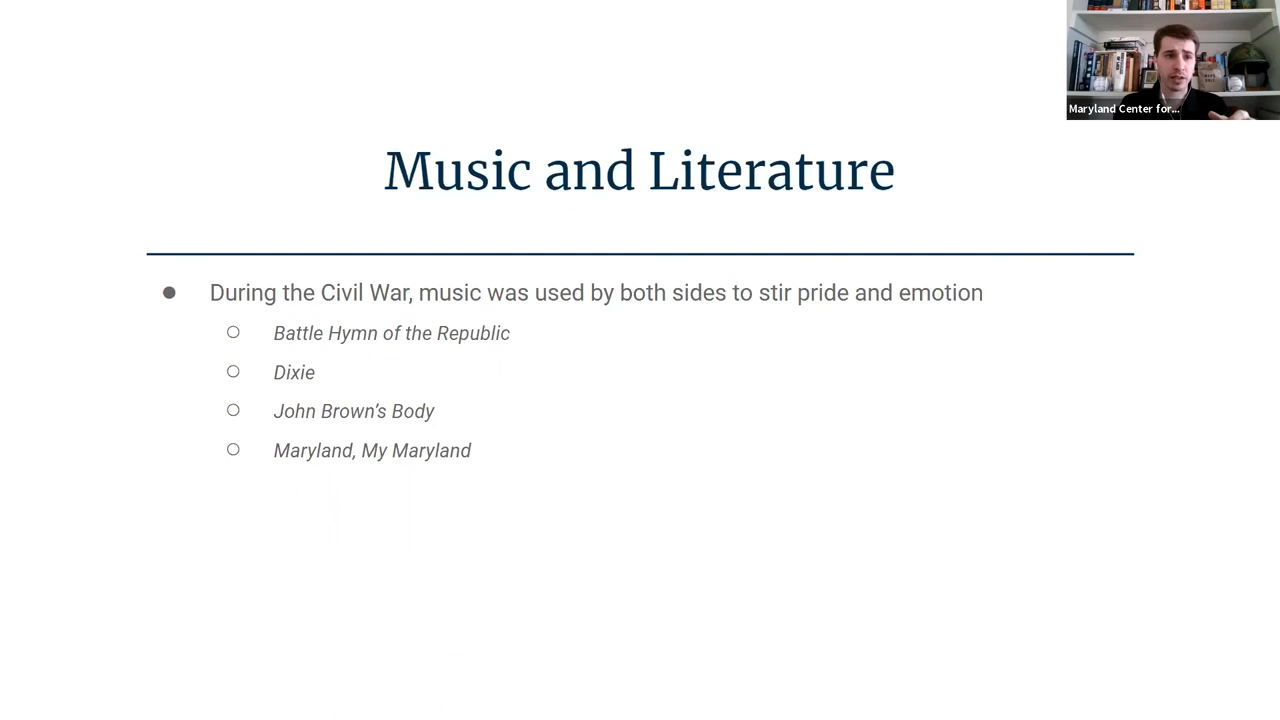 Maryland Center for...
Music and Literature
● During the Civil War, music was used by both sides to stir pride and emotion
○ Battle Hymn of the Republic
○ Dixie
○ John Brown’s Body
○ Maryland, My Maryland